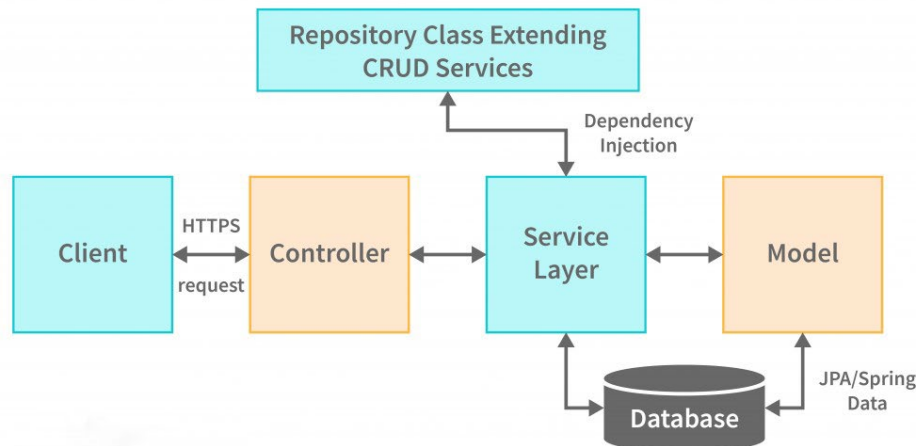 Repository Class Extending
CRUD Services
Dependency
Injection
Client
HTTPS
request
Controller
Service
Layer
Model
JPA/Spring
Data
Database